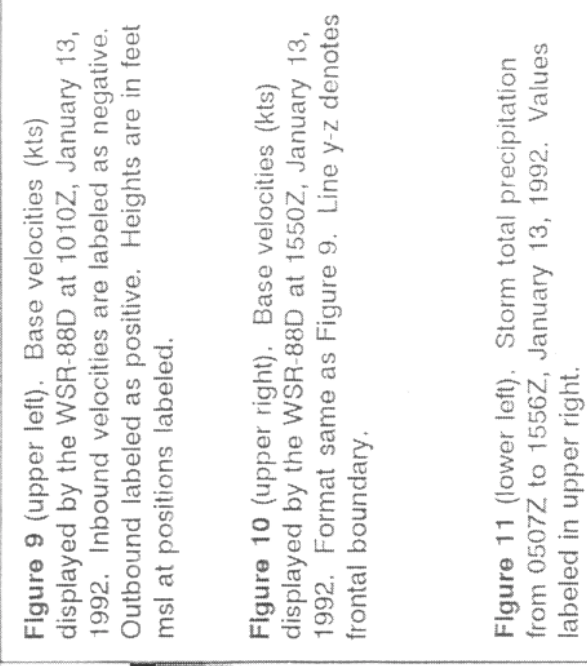 Figure 9 (upper left). Base velocities (kts)
displayed by the WSR-88D at 1010Z, January 13,
1992. Inbound velocities are labeled as negative.
Outbound labeled as positive. Heights are in feet
msl at positions labeled.
Figure 10 (upper right). Base velocities (kts)
displayed by the WSR-88D at 1550Z, January 13,
1992. Format same as Figure 9. Line y-z denotes
frontal boundary.
Figure 11 (lower left). Storm total precipitation
from 0507Z to 1556Z, January 13, 1992. Values
labeled in upper right.